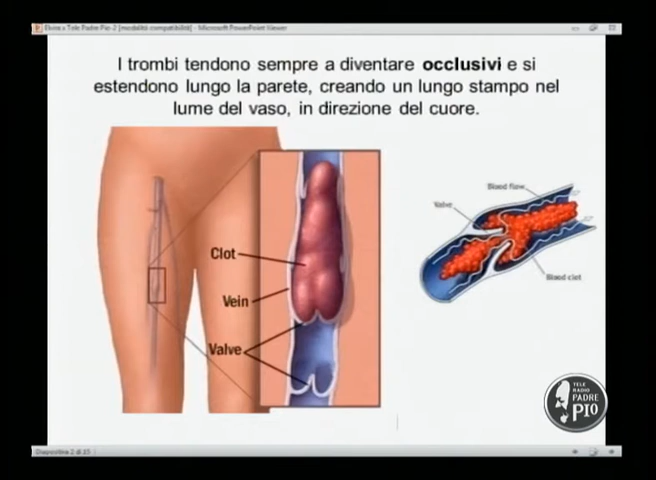 Ekora x Tele Padre Pio-2 [modalità compatibilità] - Microsoft PowerPoint Viewer
I trombi tendono sempre a diventare occlusivi e si
estendono lungo la parete, creando un lungo stampo nel
lume del vaso, in direzione del cuore.
Blood flow
Valve
Clot
Vein
Blood clot
Valve
TELE
RADIO
PADRE
PIO
Diapositiva 2 di 15